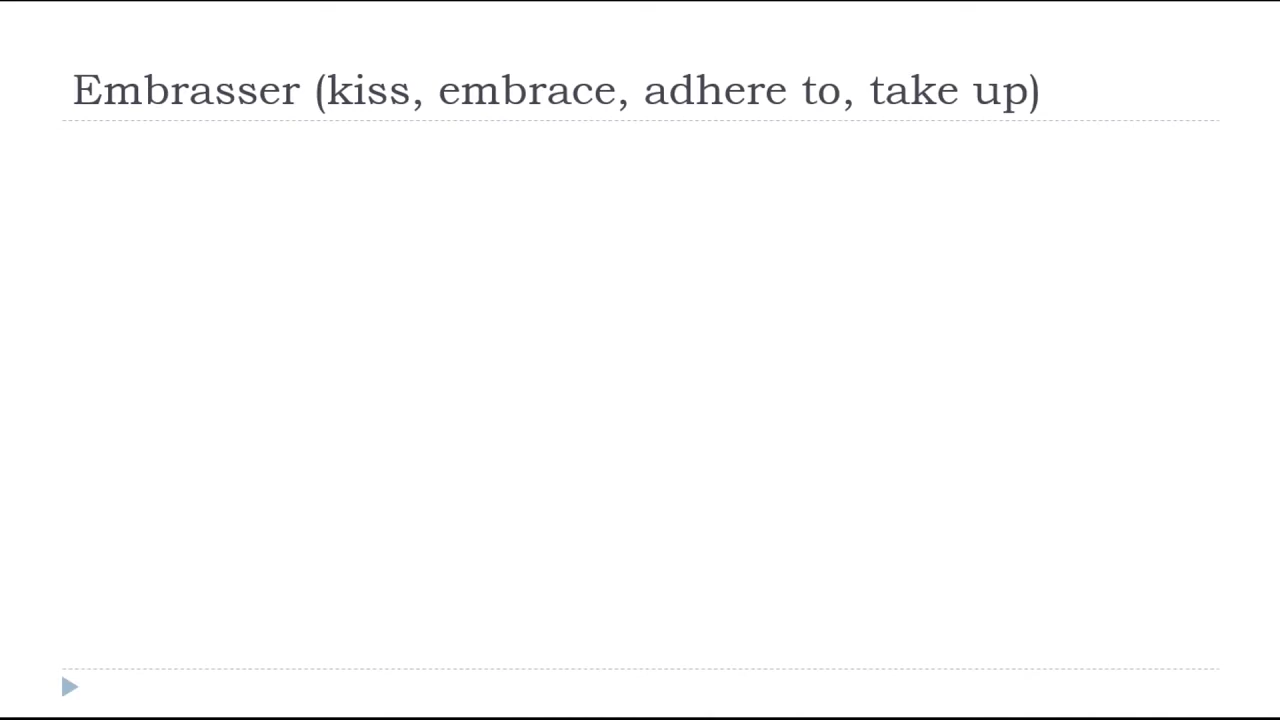 Embrasser (kiss, embrace, adhere to, take up)